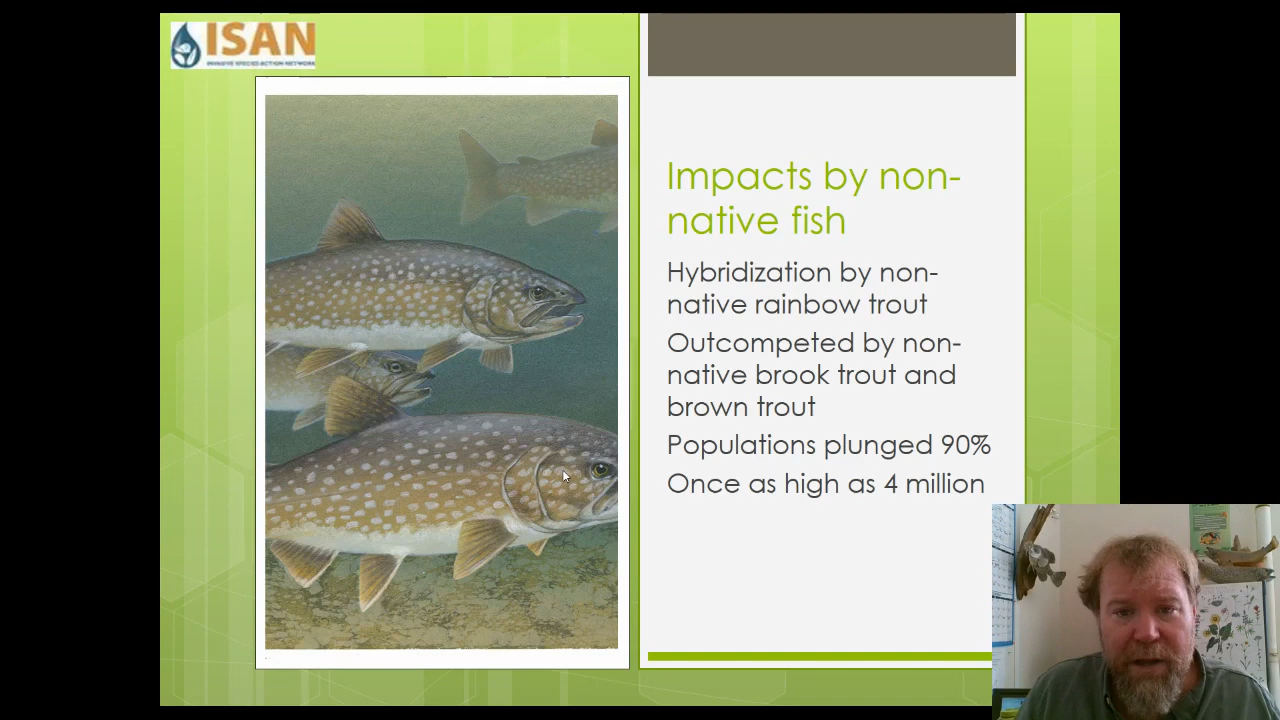 ISAN
INVASIVE SPECIES ACTION NETWORK
Impacts by non-
native fish
Hybridization by non-
native rainbow trout
Outcompeted by non-
native brook trout and
brown trout
Populations plunged 90%
Once as high as 4 million